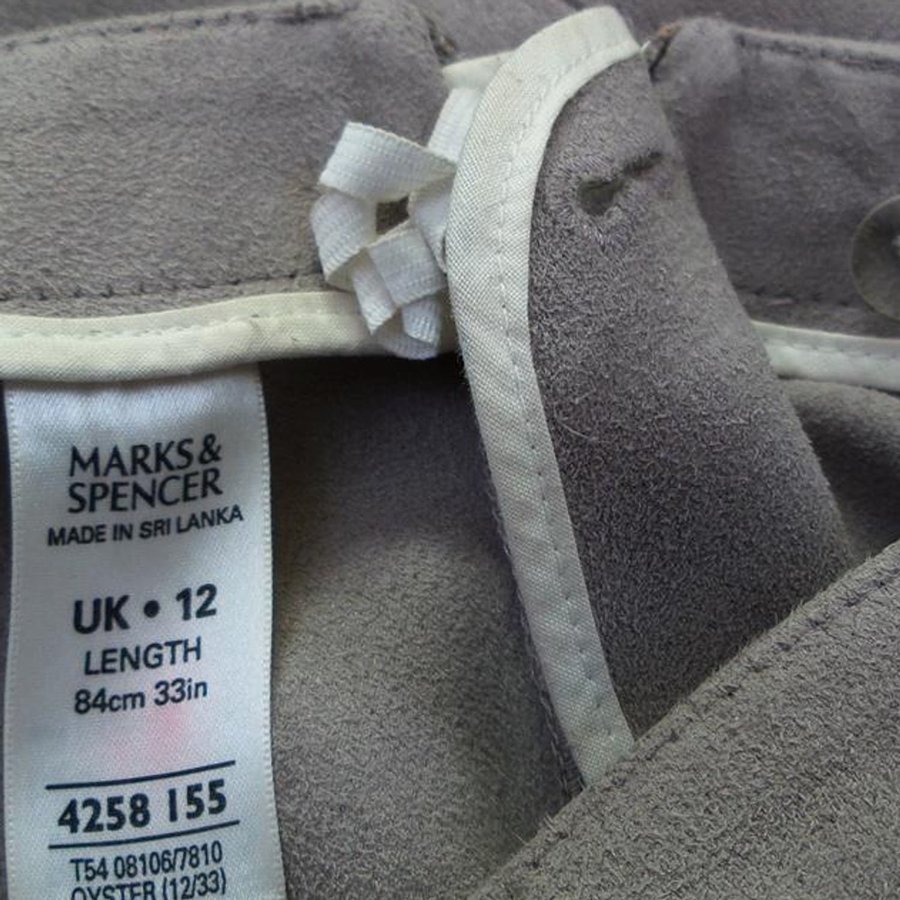 MARKS &
SPENCER
MADE IN SRI LANKA
UK • 12
LENGTH
84cm 33in
4258 155
T54 08106/7810
OYSTER (12/33)